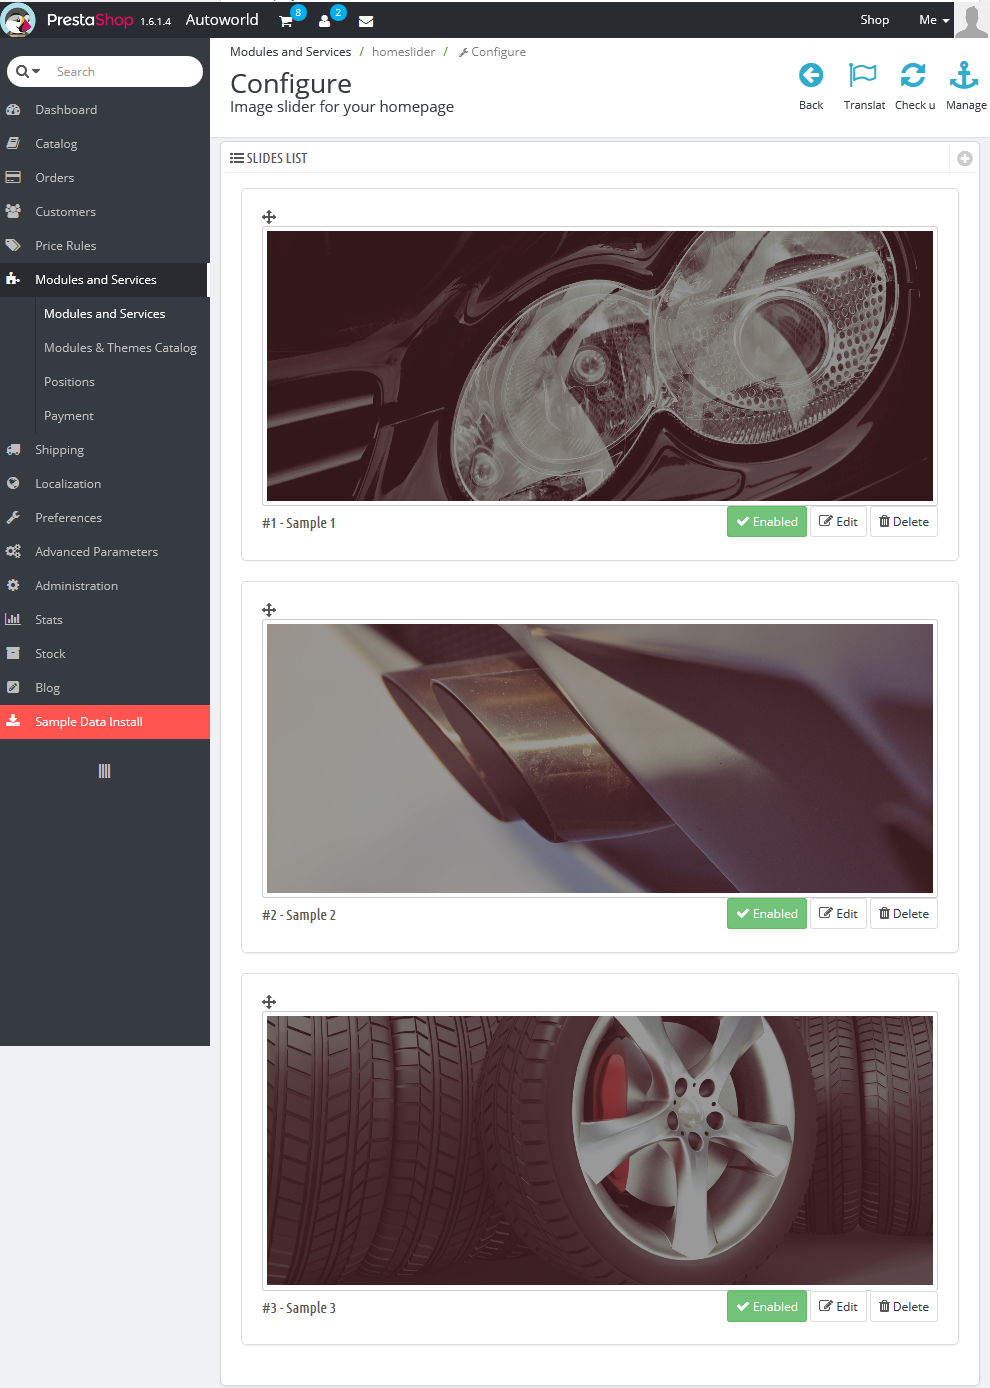 PrestaShop 1.6.1.4 Autoworld 8 2 Shop Me
Search
Dashboard
Catalog
Orders
Customers
Price Rules
Modules and Services
Modules and Services
Modules & Themes Catalog
Positions
Payment
Shipping
Localization
Preferences
Advanced Parameters
Administration
Stats
Stock
Blog
Sample Data Install
Modules and Services / homeslider / Configure
Configure
Image slider for your homepage
Back Translat Check u Manage
SLIDES LIST
#1 - Sample 1 Enabled Edit Delete
#2 - Sample 2 Enabled Edit Delete
#3 - Sample 3 Enabled Edit Delete